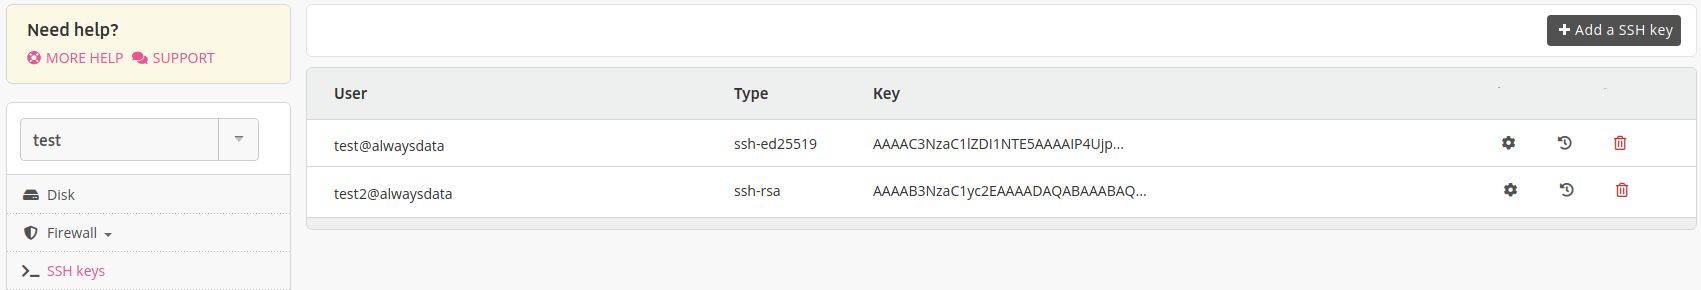 Need help?
MORE HELP SUPPORT
test
Disk
Firewall
SSH keys
Add a SSH key
User Type Key
test@alwaysdata ssh-ed25519 AAAAC3NzaC1lZDI1NTE5AAAAIP4Ujp...
test2@alwaysdata ssh-rsa AAAAB3NzaC1yc2EAAAADAQABAAABAQ...